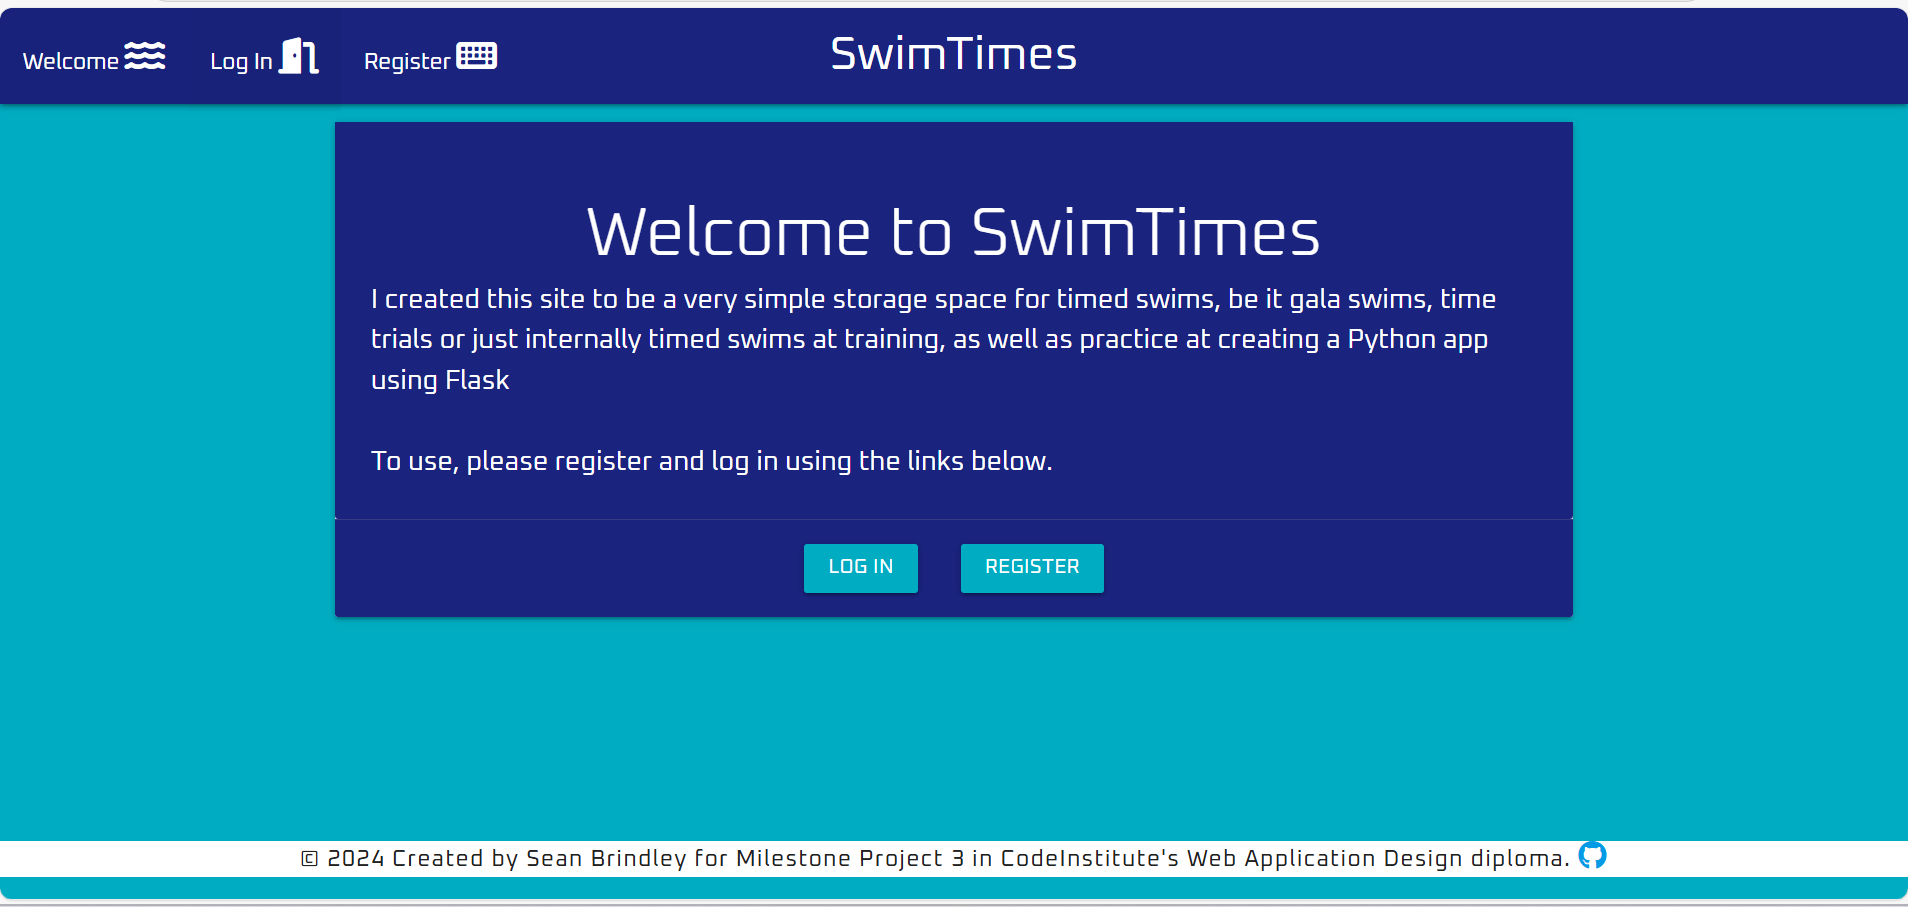 Welcome Log In Register SwimTimes
Welcome to SwimTimes
I created this site to be a very simple storage space for timed swims, be it gala swims, time
trials or just internally timed swims at training, as well as practice at creating a Python app
using Flask
To use, please register and log in using the links below.
LOG IN REGISTER
© 2024 Created by Sean Brindley for Milestone Project 3 in CodeInstitute's Web Application Design diploma.